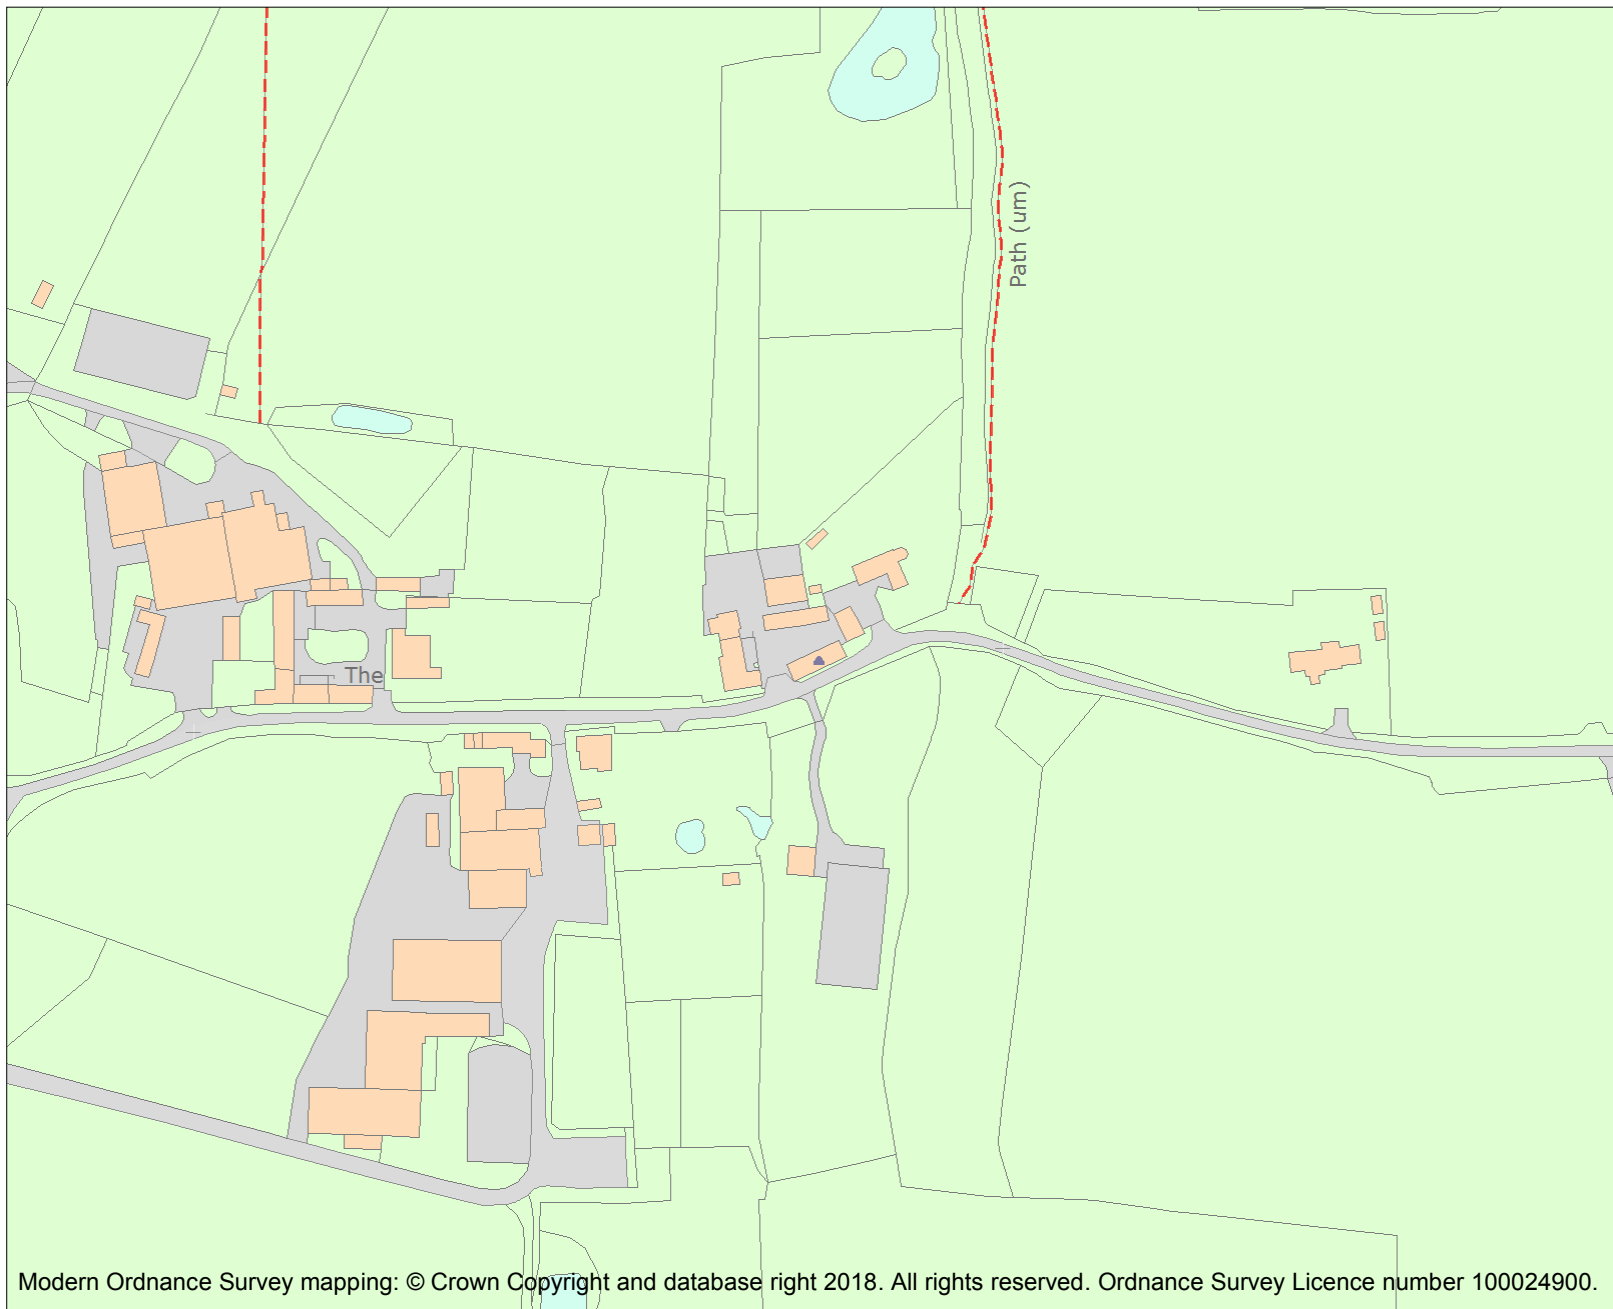 Path (um)
The
Modern Ordnance Survey mapping: © Crown Copyright and database right 2018. All rights reserved. Ordnance Survey Licence number 100024900.